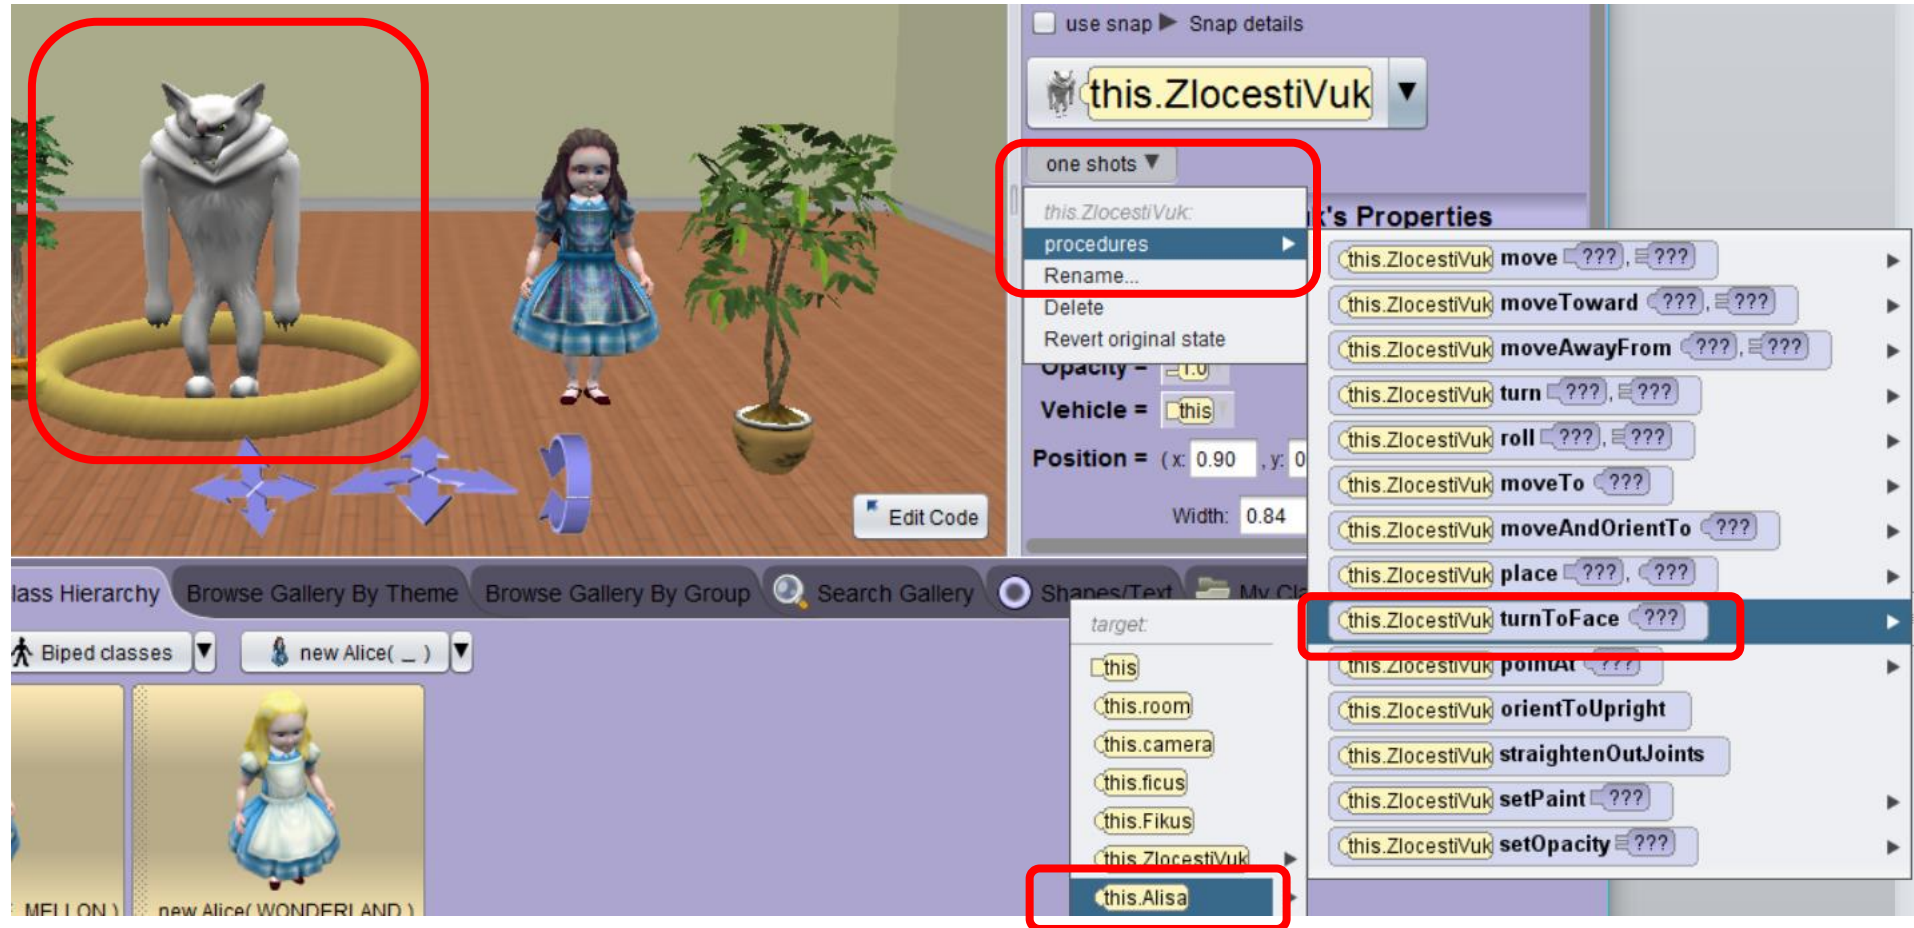 use snap ▶ Snap details
this.ZlocestiVuk ▼
one shots ▼
this.ZlocestiVuk:
procedures
Rename...
Delete
Revert original state
k's Properties
Opacity = 1.0
Vehicle = this
Position = (x: 0.90 , y: 0
Width: 0.84
Edit Code
this.ZlocestiVuk move ??? , ???
this.ZlocestiVuk moveToward ??? , ???
this.ZlocestiVuk moveAwayFrom ??? , ???
this.ZlocestiVuk turn ??? , ???
this.ZlocestiVuk roll ??? , ???
this.ZlocestiVuk moveTo ???
this.ZlocestiVuk moveAndOrientTo ???
this.ZlocestiVuk place ??? , ???
this.ZlocestiVuk turnToFace ???
this.ZlocestiVuk pointAt ???
this.ZlocestiVuk orientToUpright
this.ZlocestiVuk straightenOutJoints
this.ZlocestiVuk setPaint ???
this.ZlocestiVuk setOpacity ???
lass Hierarchy
Browse Gallery By Theme
Browse Gallery By Group
Search Gallery
Shapes/Text
My Cla
Biped classes ▼
new Alice( _ ) ▼
target:
this
this.room
this.camera
this.ficus
this.Fikus
this.ZlocestiVuk
this.Alisa
MELLON )
new Alice( WONDERLAND )